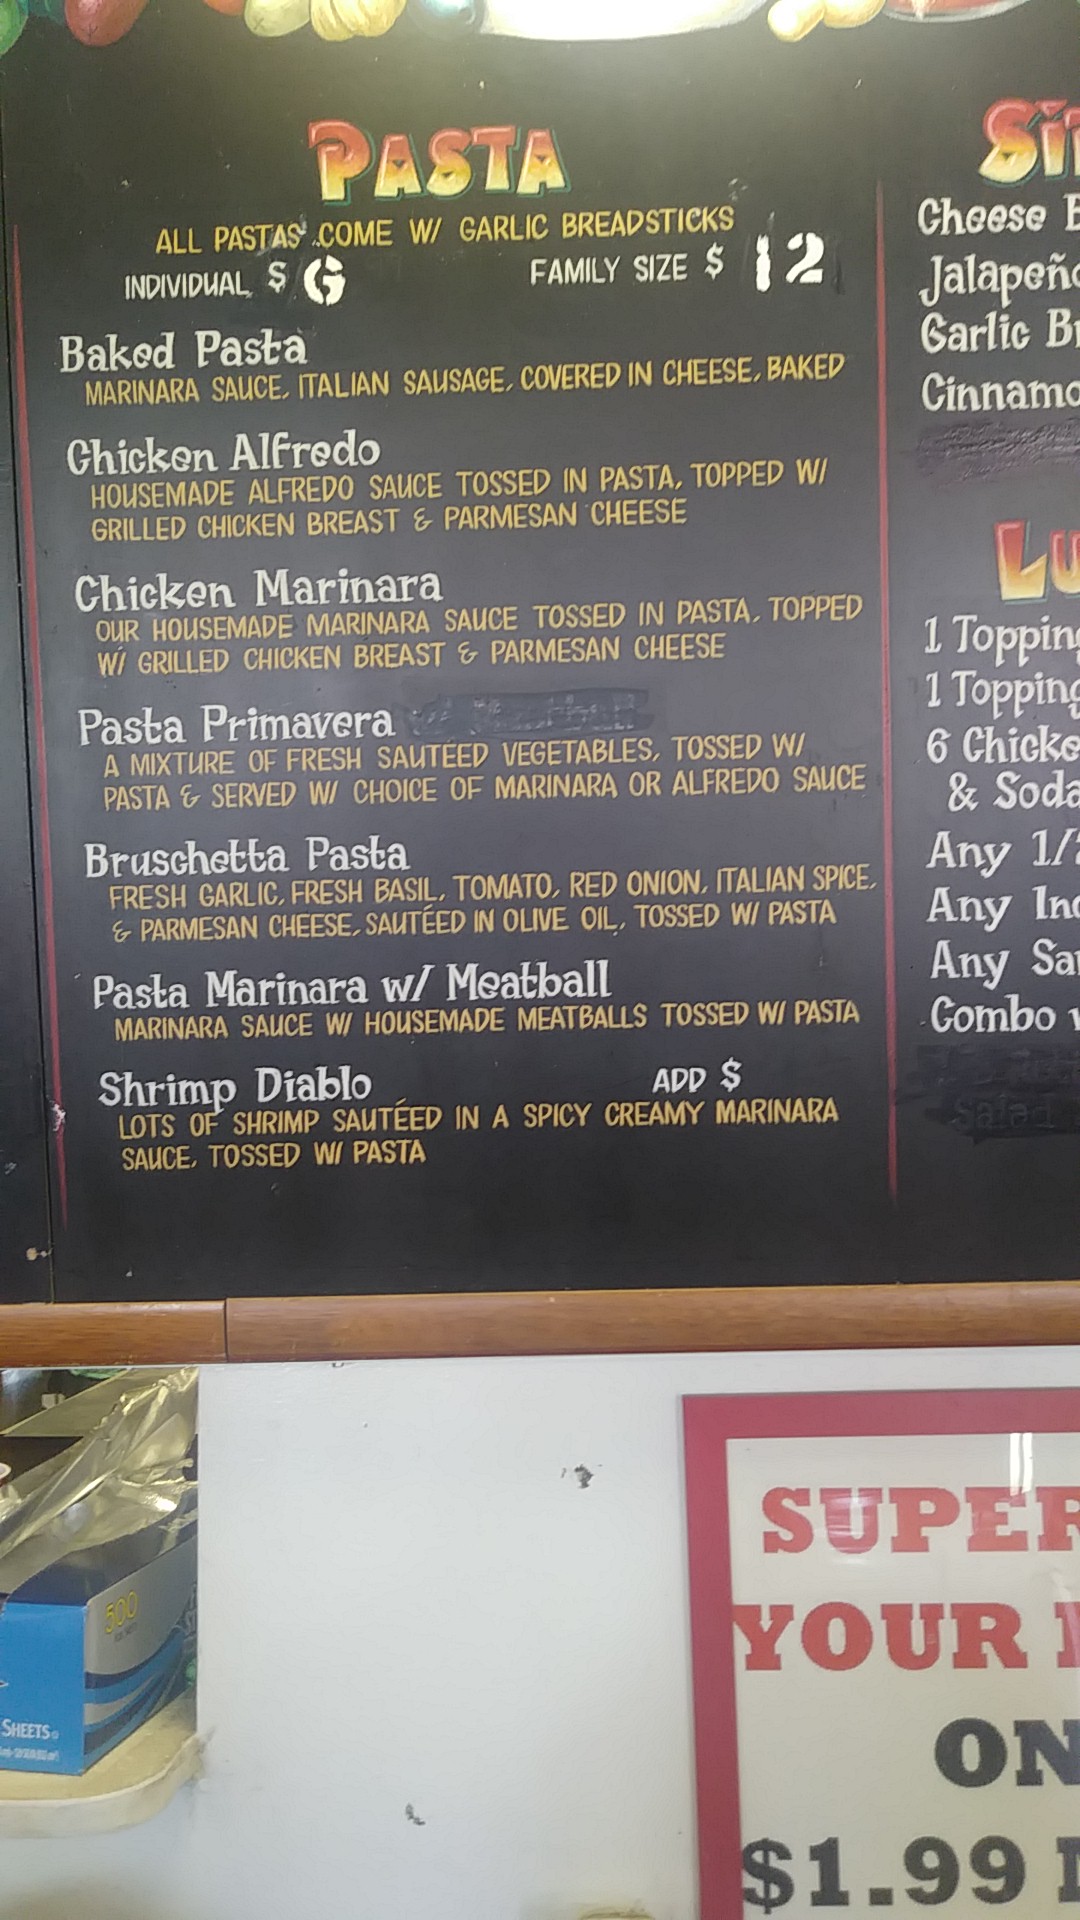 PASTA
ALL PASTAS COME W/ GARLIC BREADSTICKS
INDIVIDUAL $ 6 FAMILY SIZE $ 12
Baked Pasta
MARINARA SAUCE, ITALIAN SAUSAGE, COVERED IN CHEESE, BAKED
Chicken Alfredo
HOUSEMADE ALFREDO SAUCE TOSSED IN PASTA, TOPPED W/
GRILLED CHICKEN BREAST & PARMESAN CHEESE
Chicken Marinara
OUR HOUSEMADE MARINARA SAUCE TOSSED IN PASTA, TOPPED
W/ GRILLED CHICKEN BREAST & PARMESAN CHEESE
Pasta Primavera
A MIXTURE OF FRESH SAUTÉED VEGETABLES, TOSSED W/
PASTA & SERVED W/ CHOICE OF MARINARA OR ALFREDO SAUCE
Bruschetta Pasta
FRESH GARLIC, FRESH BASIL, TOMATO, RED ONION, ITALIAN SPICE,
& PARMESAN CHEESE, SAUTÉED IN OLIVE OIL, TOSSED W/ PASTA
Pasta Marinara w/ Meatball
MARINARA SAUCE W/ HOUSEMADE MEATBALLS TOSSED W/ PASTA
Shrimp Diablo ADD $
LOTS OF SHRIMP SAUTÉED IN A SPICY CREAMY MARINARA
SAUCE, TOSSED W/ PASTA
Cheese
Jalapeño
Garlic
1 Topping
1 Topping
6
& Soda
Any 1/
Any
Any
Combo
Salad
SUPER
YOUR
ON
$1.99
500
SHEETS